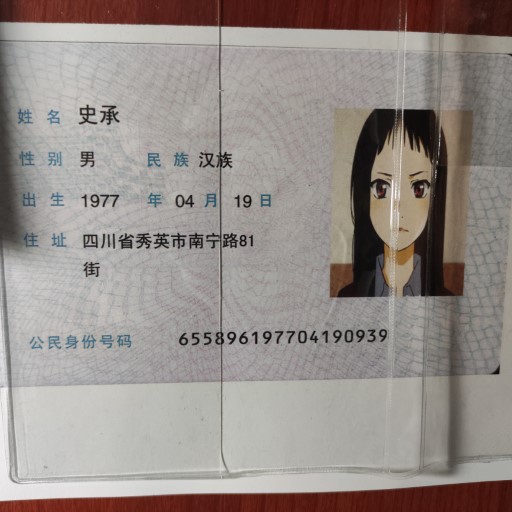 姓名 史承
性别 男 民族 汉族
出生 1977 年 04 月 19 日
住址 四川省秀英市南宁路81
街
公民身份号码 655896197704190939